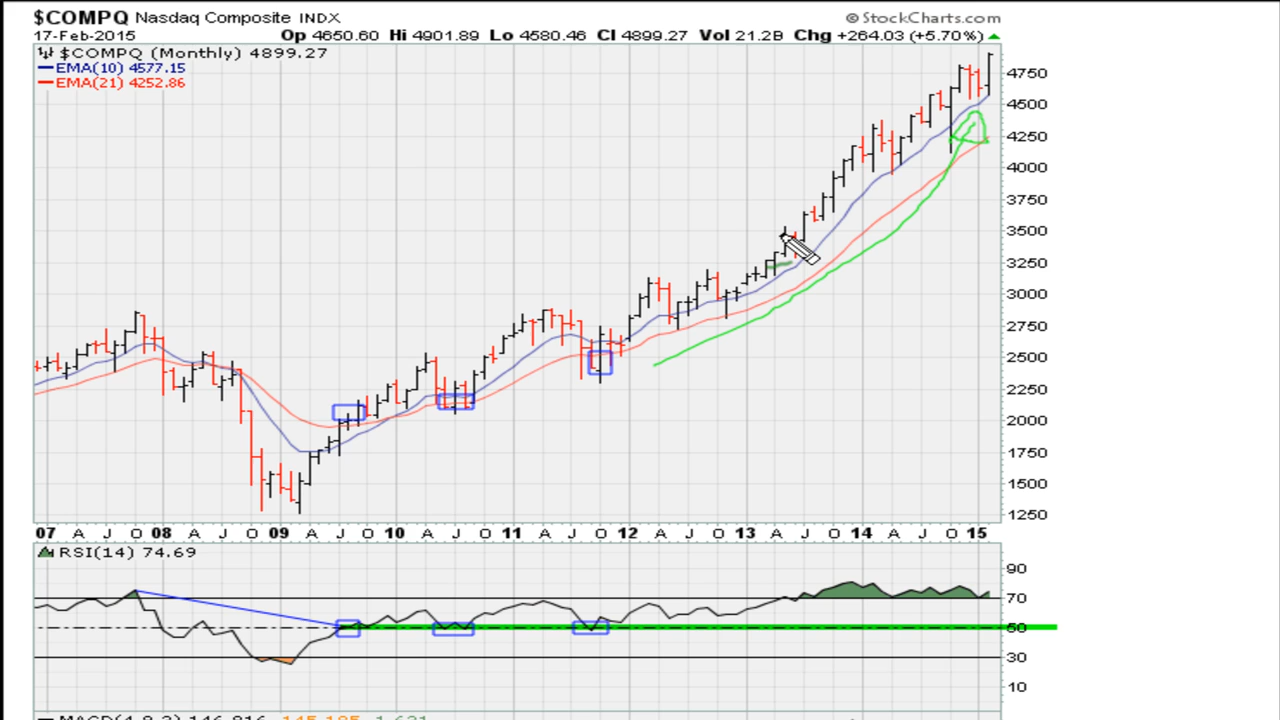 $COMPQ Nasdaq Composite INDX © StockCharts.com
17-Feb-2015 Op 4650.60 Hi 4901.89 Lo 4580.46 Cl 4899.27 Vol 21.2B Chg +264.03 (+5.70%)
$COMPQ (Monthly) 4899.27
EMA(10) 4577.15
EMA(21) 4252.86
4750
4500
4250
4000
3750
3500
3250
3000
2750
2500
2250
2000
1750
1500
1250
07 A J O 08 A J O 09 A J O 10 A J O 11 A J O 12 A J O 13 A J O 14 A J O 15
RSI(14) 74.69
90
70
50
30
10